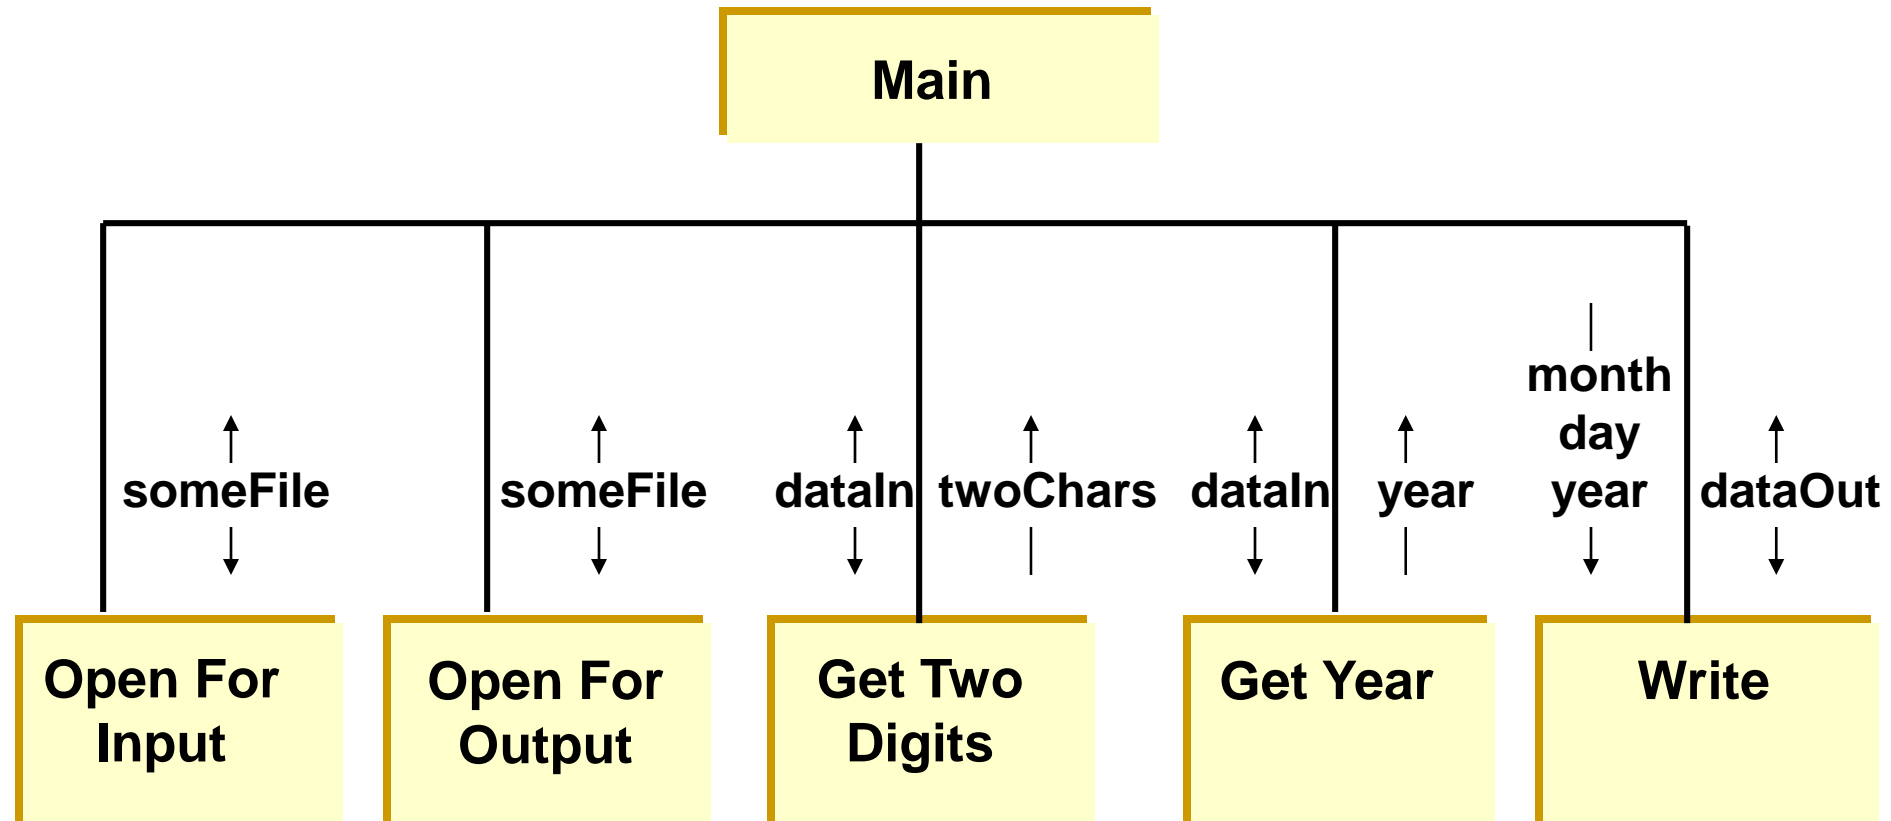 Main
month
day
someFile someFile dataIn twoChars dataIn year year dataOut
Open For Open For Get Two Get Year Write
Input Output Digits